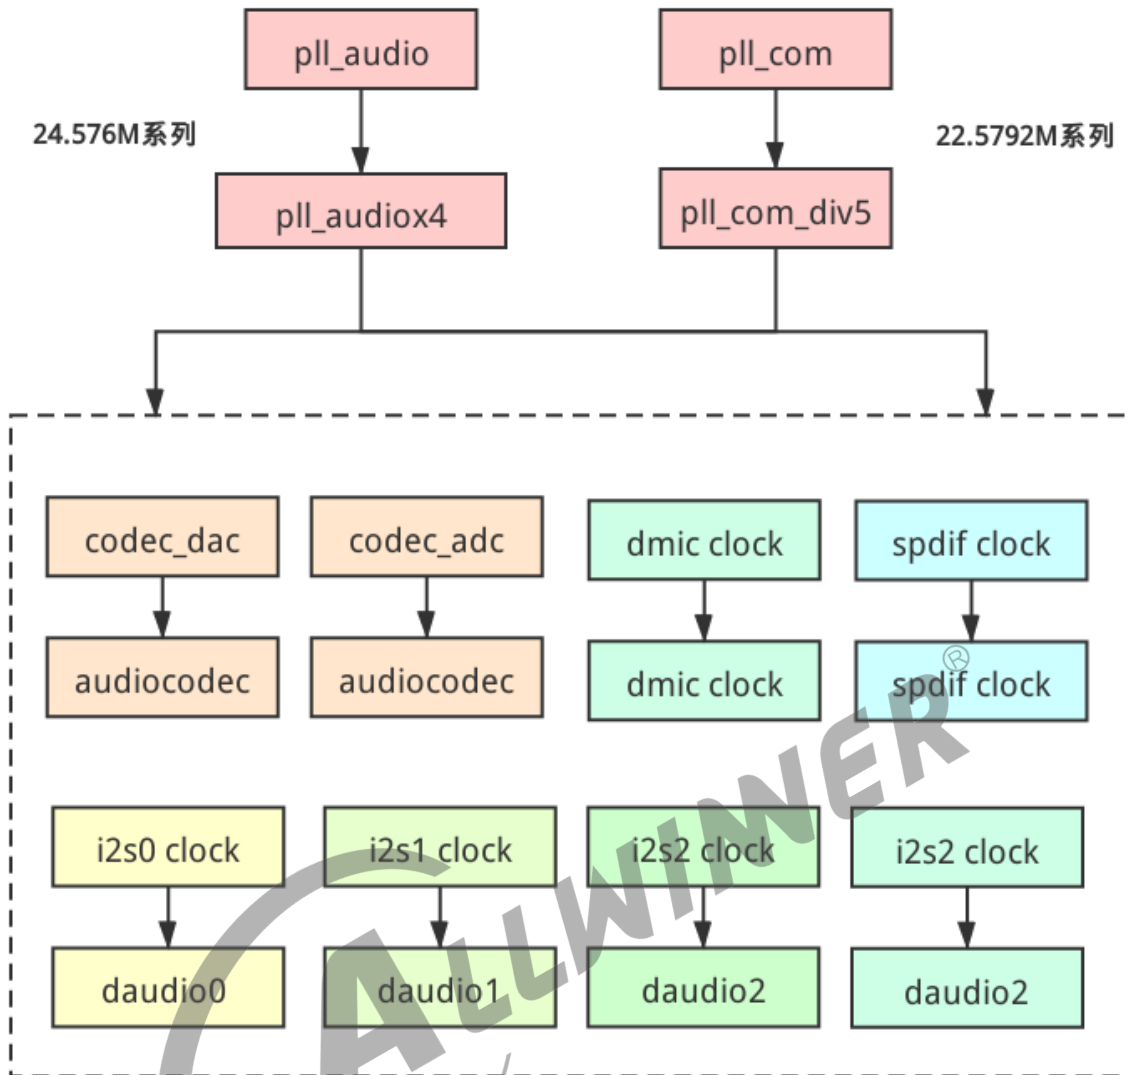 pll_audio
pll_com
24.576M系列
22.5792M系列
pll_audiox4
pll_com_div5
codec_dac
codec_adc
dmic clock
spdif clock
audiocodec
audiocodec
dmic clock
spdif clock
®
ALLWINNER
i2s0 clock
i2s1 clock
i2s2 clock
i2s2 clock
daudio0
daudio1
daudio2
daudio2